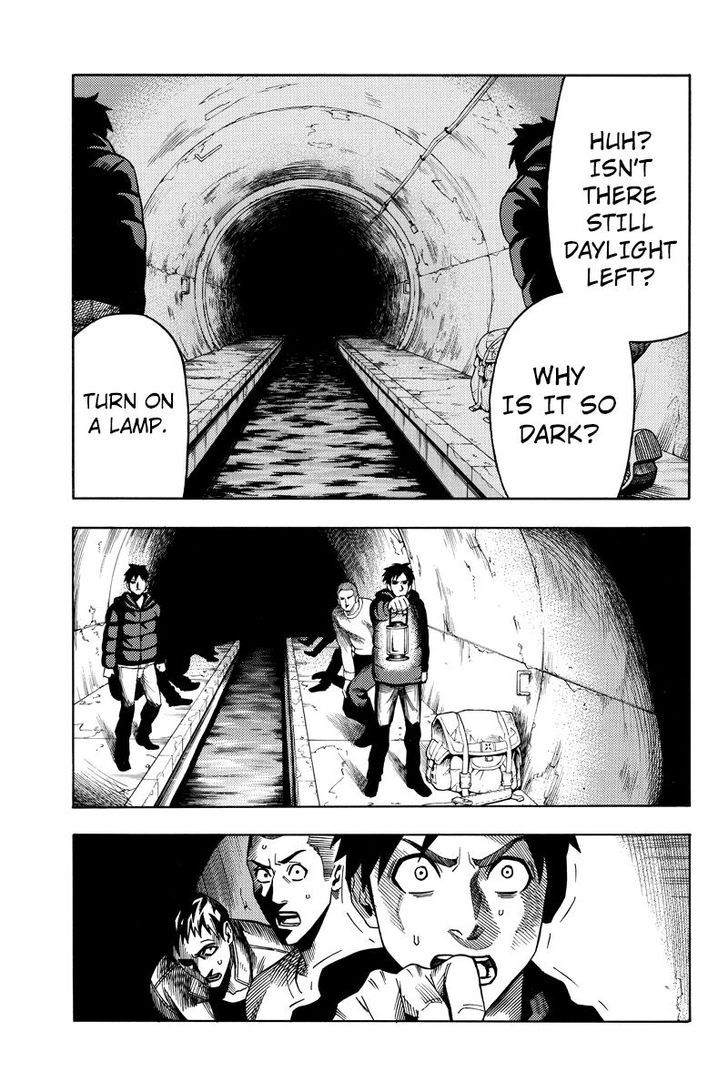 HUH?
ISN'T
THERE
STILL
DAYLIGHT
LEFT?
WHY
IS IT SO
DARK?
TURN ON
A LAMP.